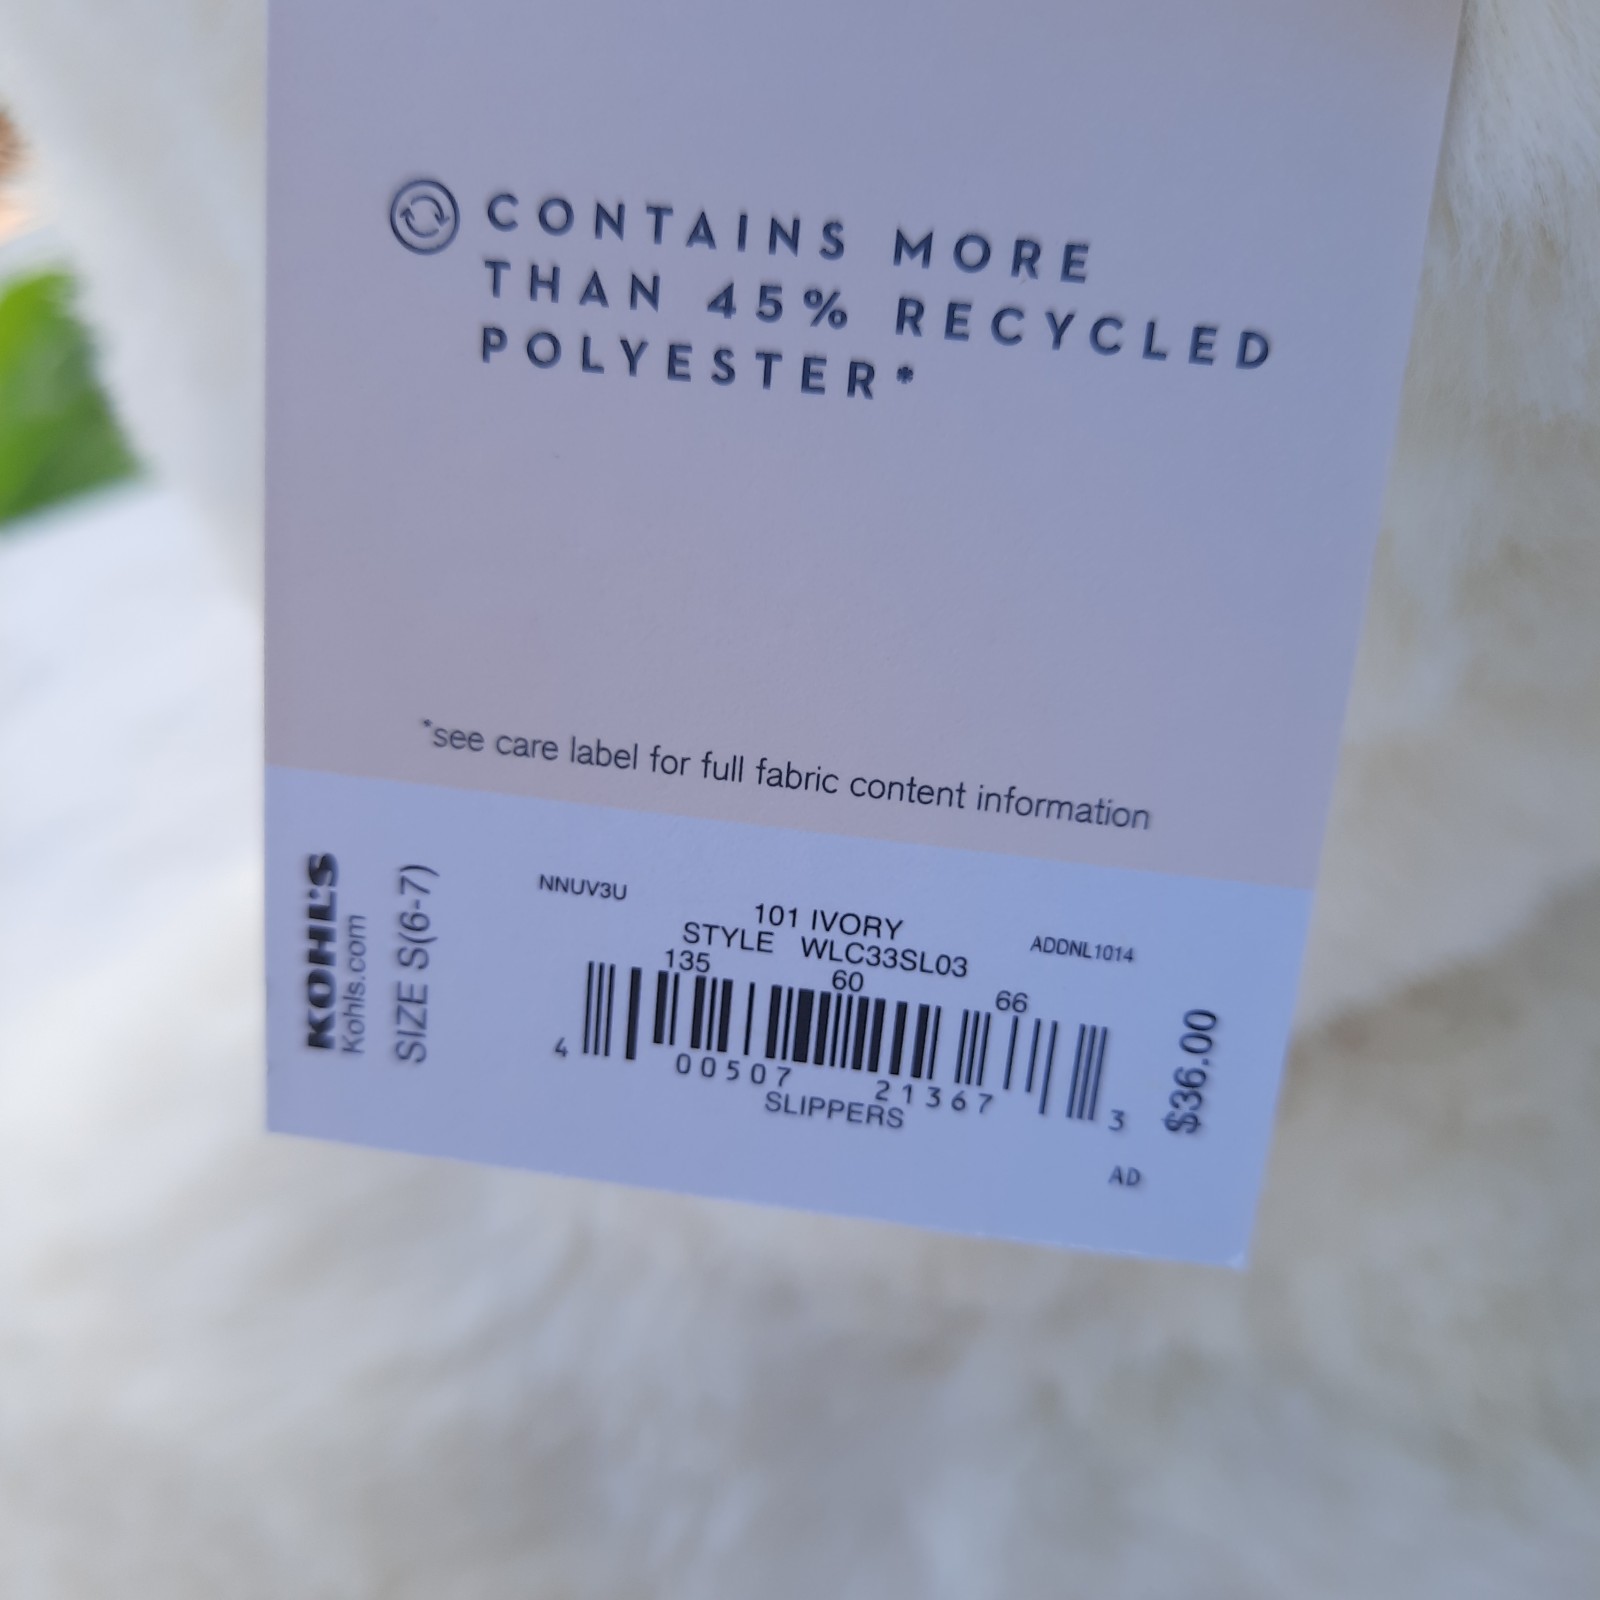 CONTAINS MORE
THAN 45% RECYCLED
POLYESTER*
*see care label for full fabric content information
KOHL'S
Kohls.com
SIZE S(6-7)
NNUV3U
101 IVORY
ADDNL1014
STYLE WLC33SL03
135 60 66
4 00507 21367 3
SLIPPERS
$36.00
AD